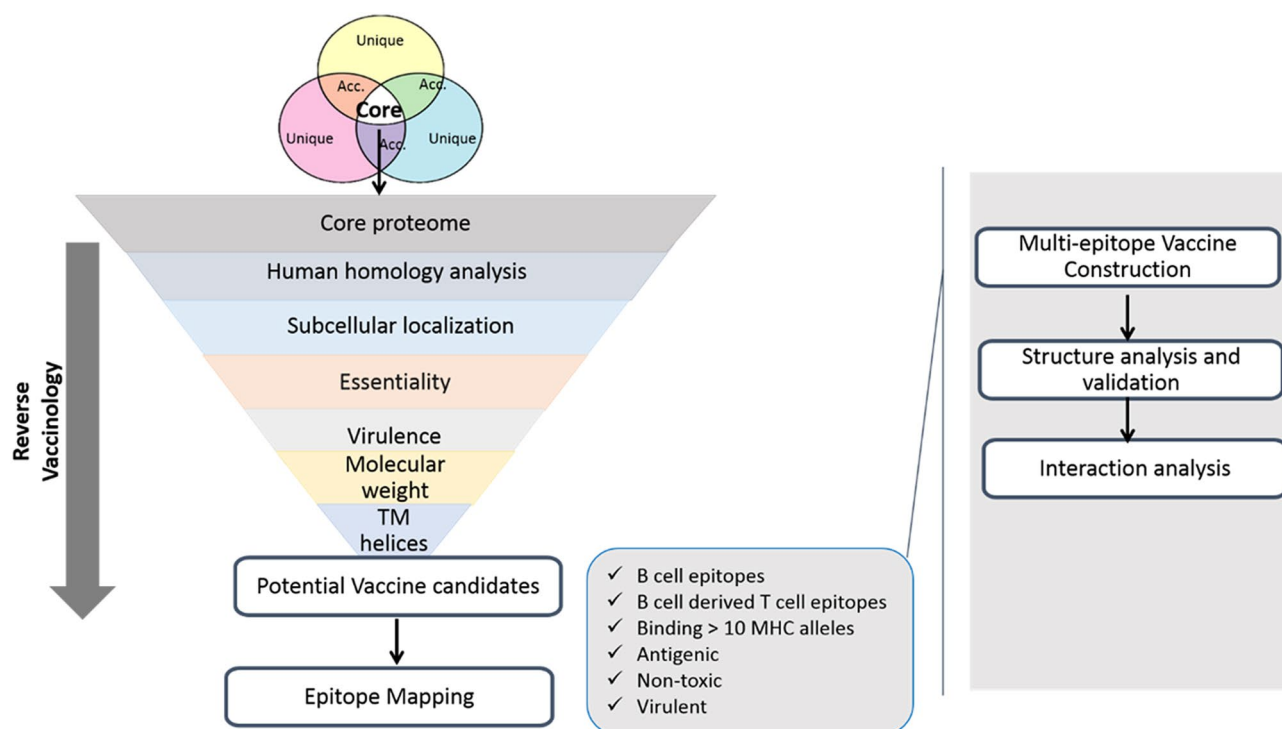 Unique
Acc.
Acc.
Core
Unique
Acc.
Unique
Core proteome
Human homology analysis
Subcellular localization
Essentiality
Virulence
Molecular
weight
TM
helices
Reverse
Vaccinology
Potential Vaccine candidates
Epitope Mapping
✓ B cell epitopes
✓ B cell derived T cell epitopes
✓ Binding > 10 MHC alleles
✓ Antigenic
✓ Non-toxic
✓ Virulent
Multi-epitope Vaccine
Construction
Structure analysis and
validation
Interaction analysis